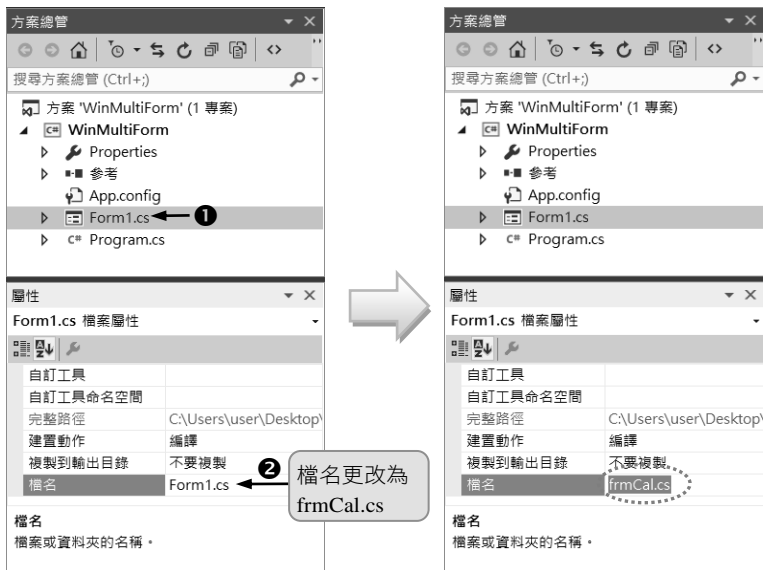 方案總管
搜尋方案總管 (Ctrl+;)
方案 'WinMultiForm' (1 專案)
C# WinMultiForm
Properties
參考
App.config
Form1.cs
❶
C# Program.cs
屬性
Form1.cs 檔案屬性
自訂工具
自訂工具命名空間
完整路徑 C:\Users\user\Desktop\
建置動作 編譯
複製到輸出目錄 不要複製
檔名 Form1.cs
❷
檔名更改為
frmCal.cs
檔名
檔案或資料夾的名稱。
方案總管
搜尋方案總管 (Ctrl+;)
方案 'WinMultiForm' (1 專案)
C# WinMultiForm
Properties
參考
App.config
Form1.cs
C# Program.cs
屬性
Form1.cs 檔案屬性
自訂工具
自訂工具命名空間
完整路徑 C:\Users\user\Desktop\
建置動作 編譯
複製到輸出目錄 不要複製
檔名 frmCal.cs
檔名
檔案或資料夾的名稱。